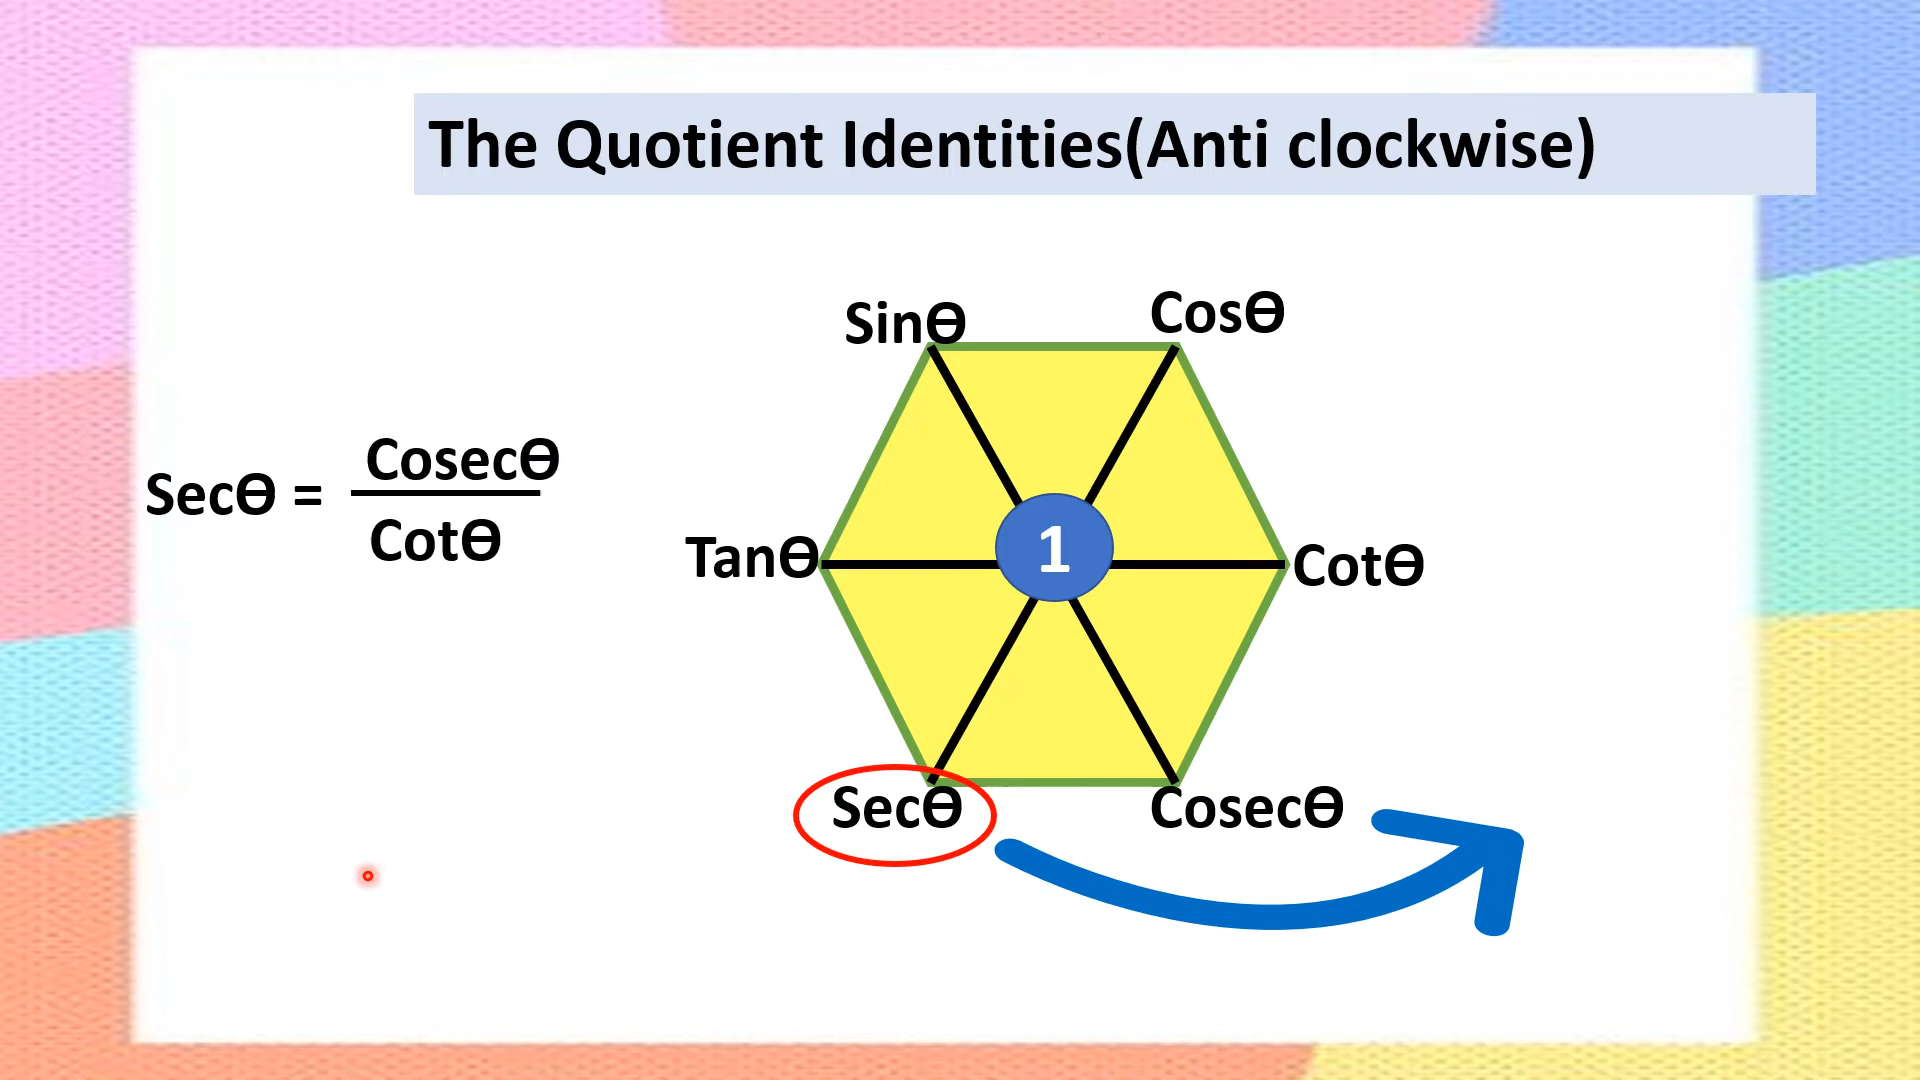 The Quotient Identities(Anti clockwise)
SinƟ
CosƟ
SecƟ =
CosecƟ
CotƟ
TanƟ
1
CotƟ
SecƟ
CosecƟ